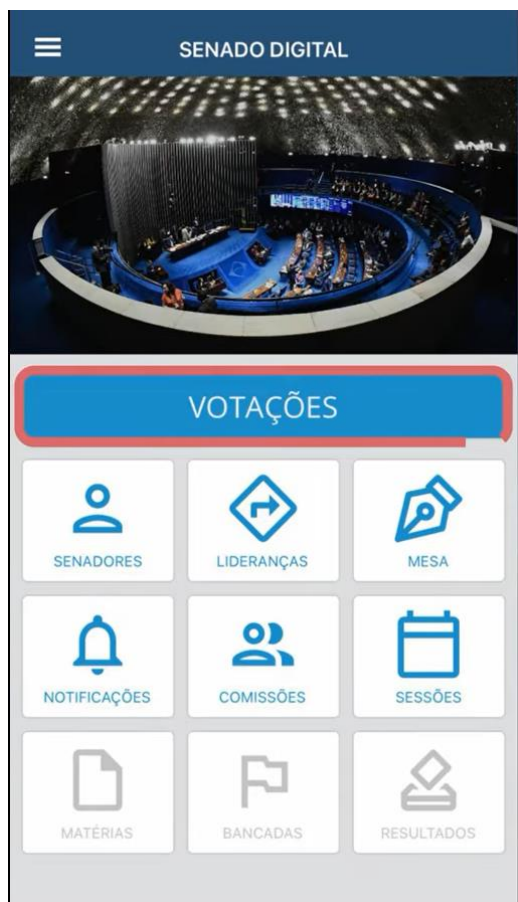 SENADO DIGITAL
VOTAÇÕES
SENADORES
LIDERANÇAS
MESA
NOTIFICAÇÕES
COMISSÕES
SESSÕES
MATÉRIAS
BANCADAS
RESULTADOS